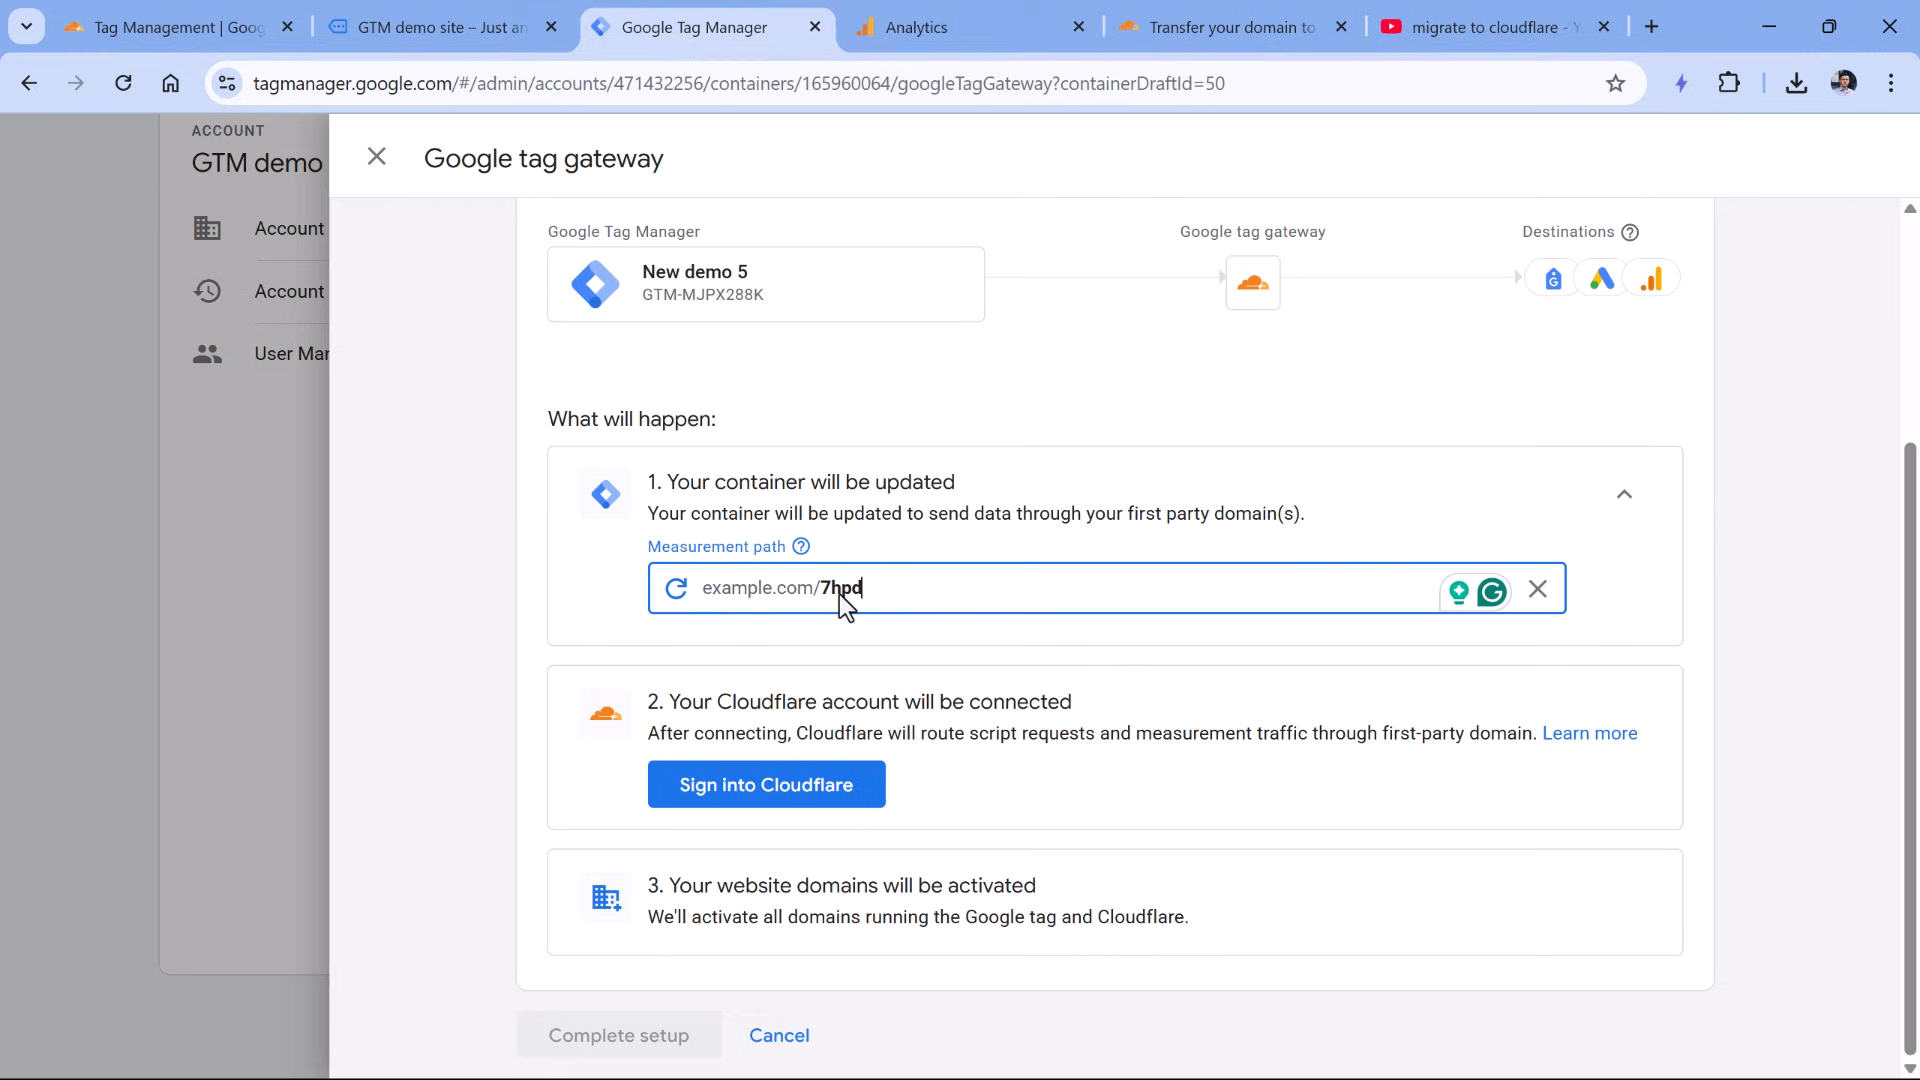 Tag Management | Goog
GTM demo site – Just an
Google Tag Manager
Analytics
Transfer your domain to
migrate to cloudflare - Y
tagmanager.google.com/#/admin/accounts/471432256/containers/165960064/googleTagGateway?containerDraftId=50
ACCOUNT
GTM demo
Account
Account
User Man
Google tag gateway
Google Tag Manager
Google tag gateway
Destinations
New demo 5
GTM-MJPX288K
What will happen:
1. Your container will be updated
Your container will be updated to send data through your first party domain(s).
Measurement path
example.com/7hpd
2. Your Cloudflare account will be connected
After connecting, Cloudflare will route script requests and measurement traffic through first-party domain. Learn more
Sign into Cloudflare
3. Your website domains will be activated
We'll activate all domains running the Google tag and Cloudflare.
Complete setup
Cancel